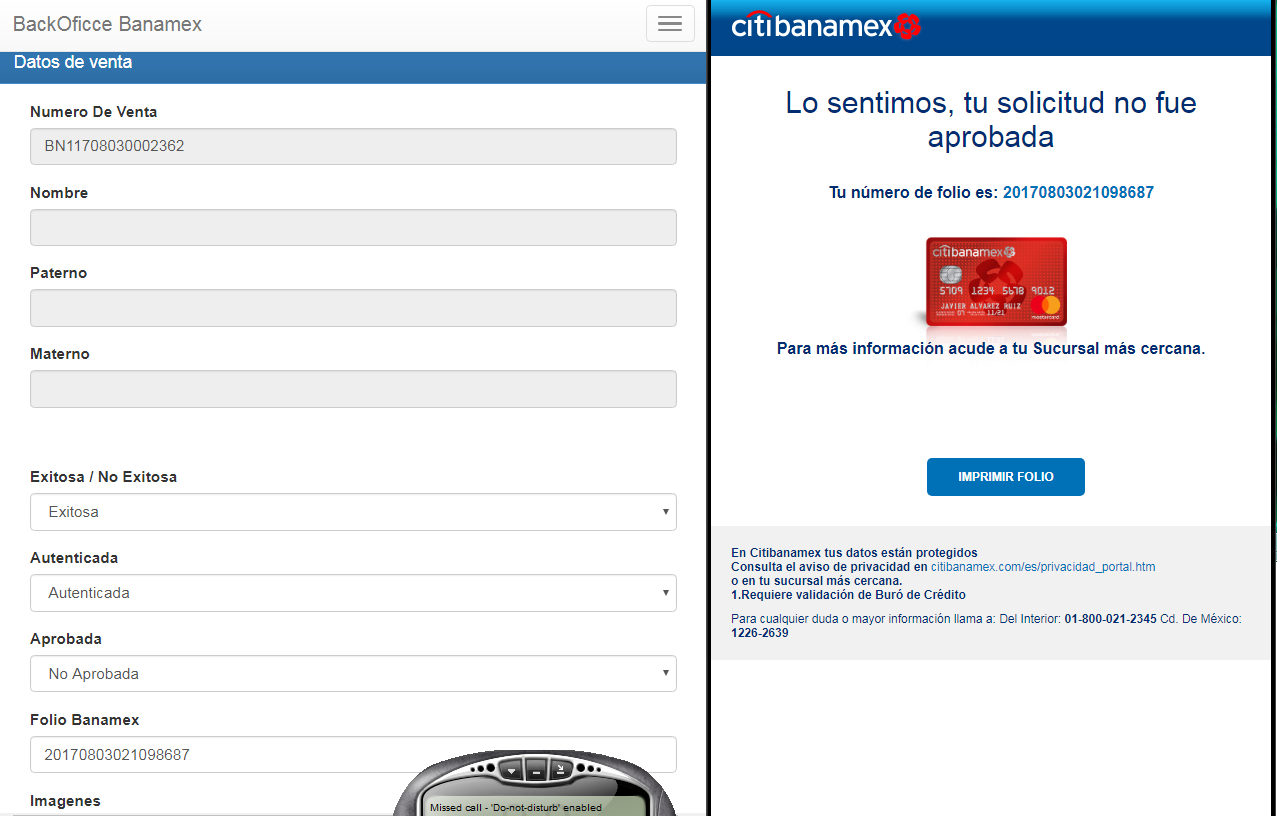 BackOficce Banamex
Datos de venta
Numero De Venta
BN11708030002362
Nombre
Paterno
Materno
Exitosa / No Exitosa
Exitosa
Autenticada
Autenticada
Aprobada
No Aprobada
Folio Banamex
20170803021098687
Imagenes
Missed call - 'Do-not-disturb' enabled
citibanamex
Lo sentimos, tu solicitud no fue
aprobada
Tu número de folio es: 20170803021098687
citibanamex
5709 1234 5678 9012
JAVIER ALVAREZ RUIZ
07 11/21
mastercard
Para más información acude a tu Sucursal más cercana.
IMPRIMIR FOLIO
En Citibanamex tus datos están protegidos
Consulta el aviso de privacidad en citibanamex.com/es/privacidad_portal.htm
o en tu sucursal más cercana.
1.Requiere validación de Buró de Crédito
Para cualquier duda o mayor información llama a: Del Interior: 01-800-021-2345 Cd. De México:
1226-2639